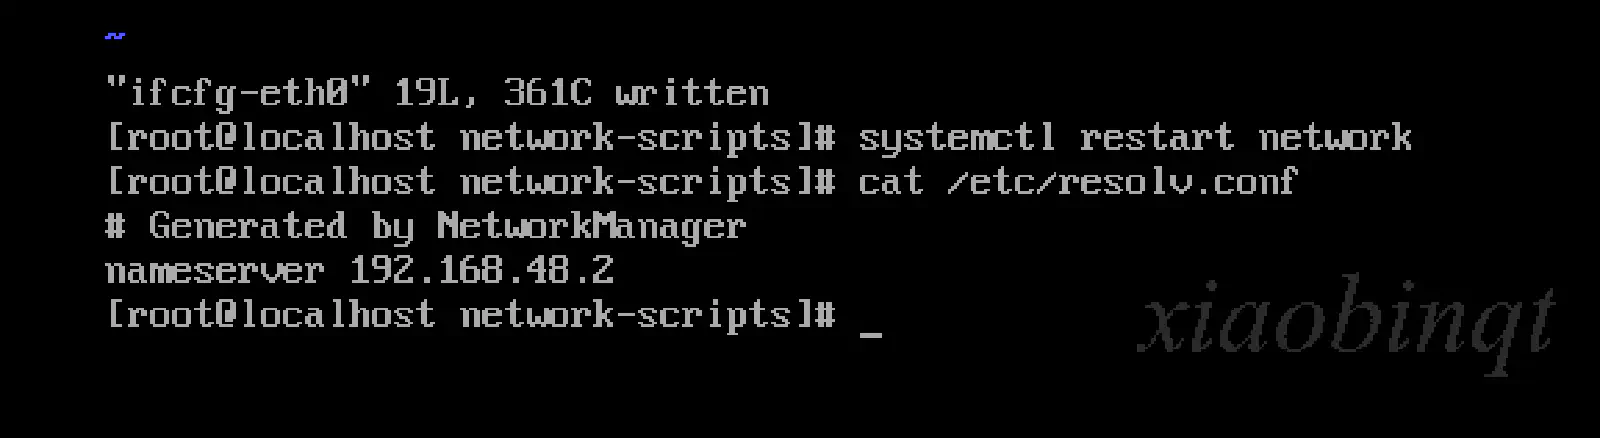 ~
"ifcfg-eth0" 19L, 361C written
[root@localhost network-scripts]# systemctl restart network
[root@localhost network-scripts]# cat /etc/resolv.conf
# Generated by NetworkManager
nameserver 192.168.48.2
[root@localhost network-scripts]# _
xiaobinqt